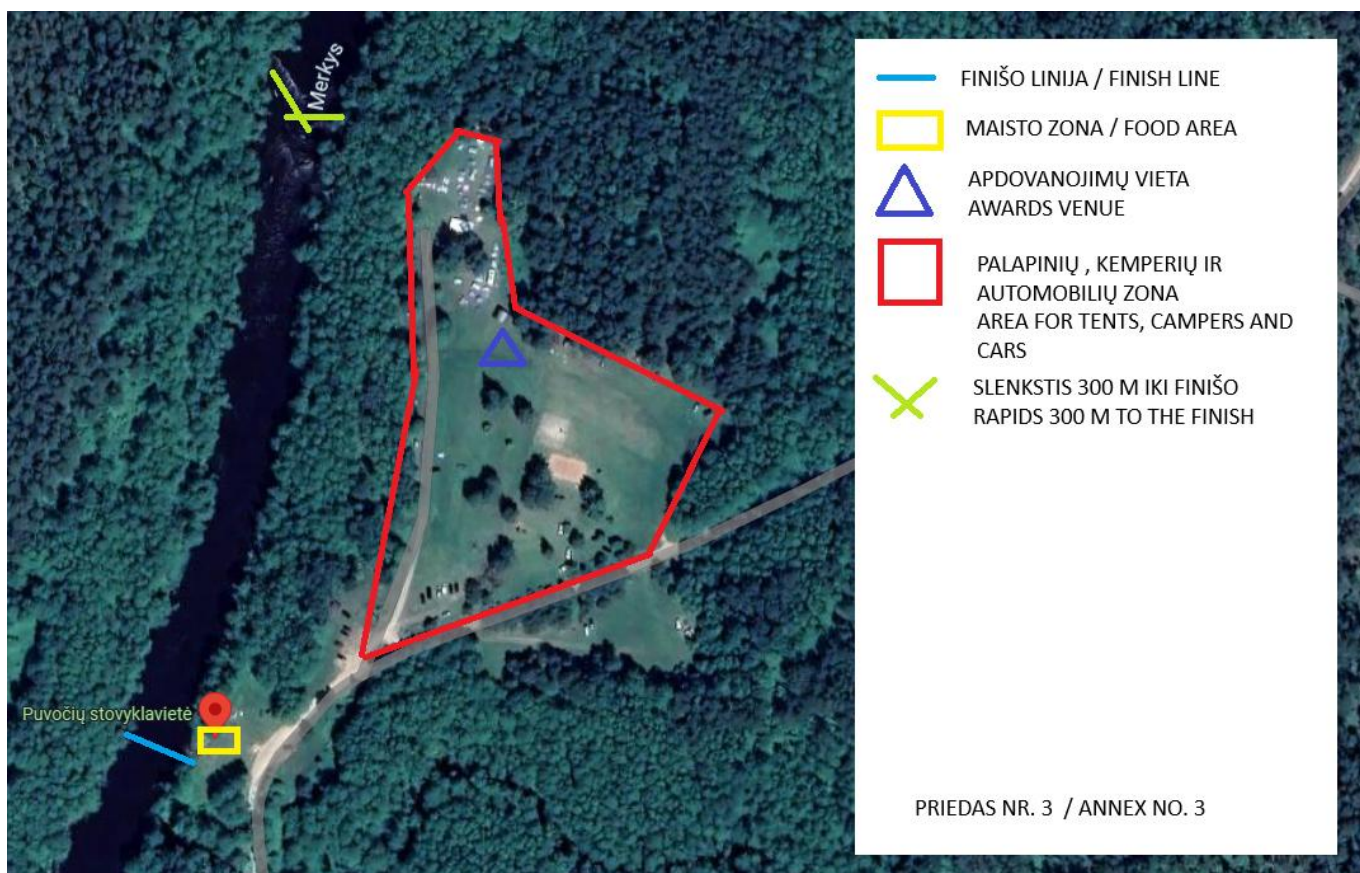 Merkys
Puvočių stovyklavietė
FINIŠO LINIJA / FINISH LINE
MAISTO ZONA / FOOD AREA
APDOVANOJIMŲ VIETA
AWARDS VENUE
PALAPINIŲ , KEMPERIŲ IR
AUTOMOBILIŲ ZONA
AREA FOR TENTS, CAMPERS AND
CARS
SLENKSTIS 300 M IKI FINIŠO
RAPIDS 300 M TO THE FINISH
PRIEDAS NR. 3 / ANNEX NO. 3